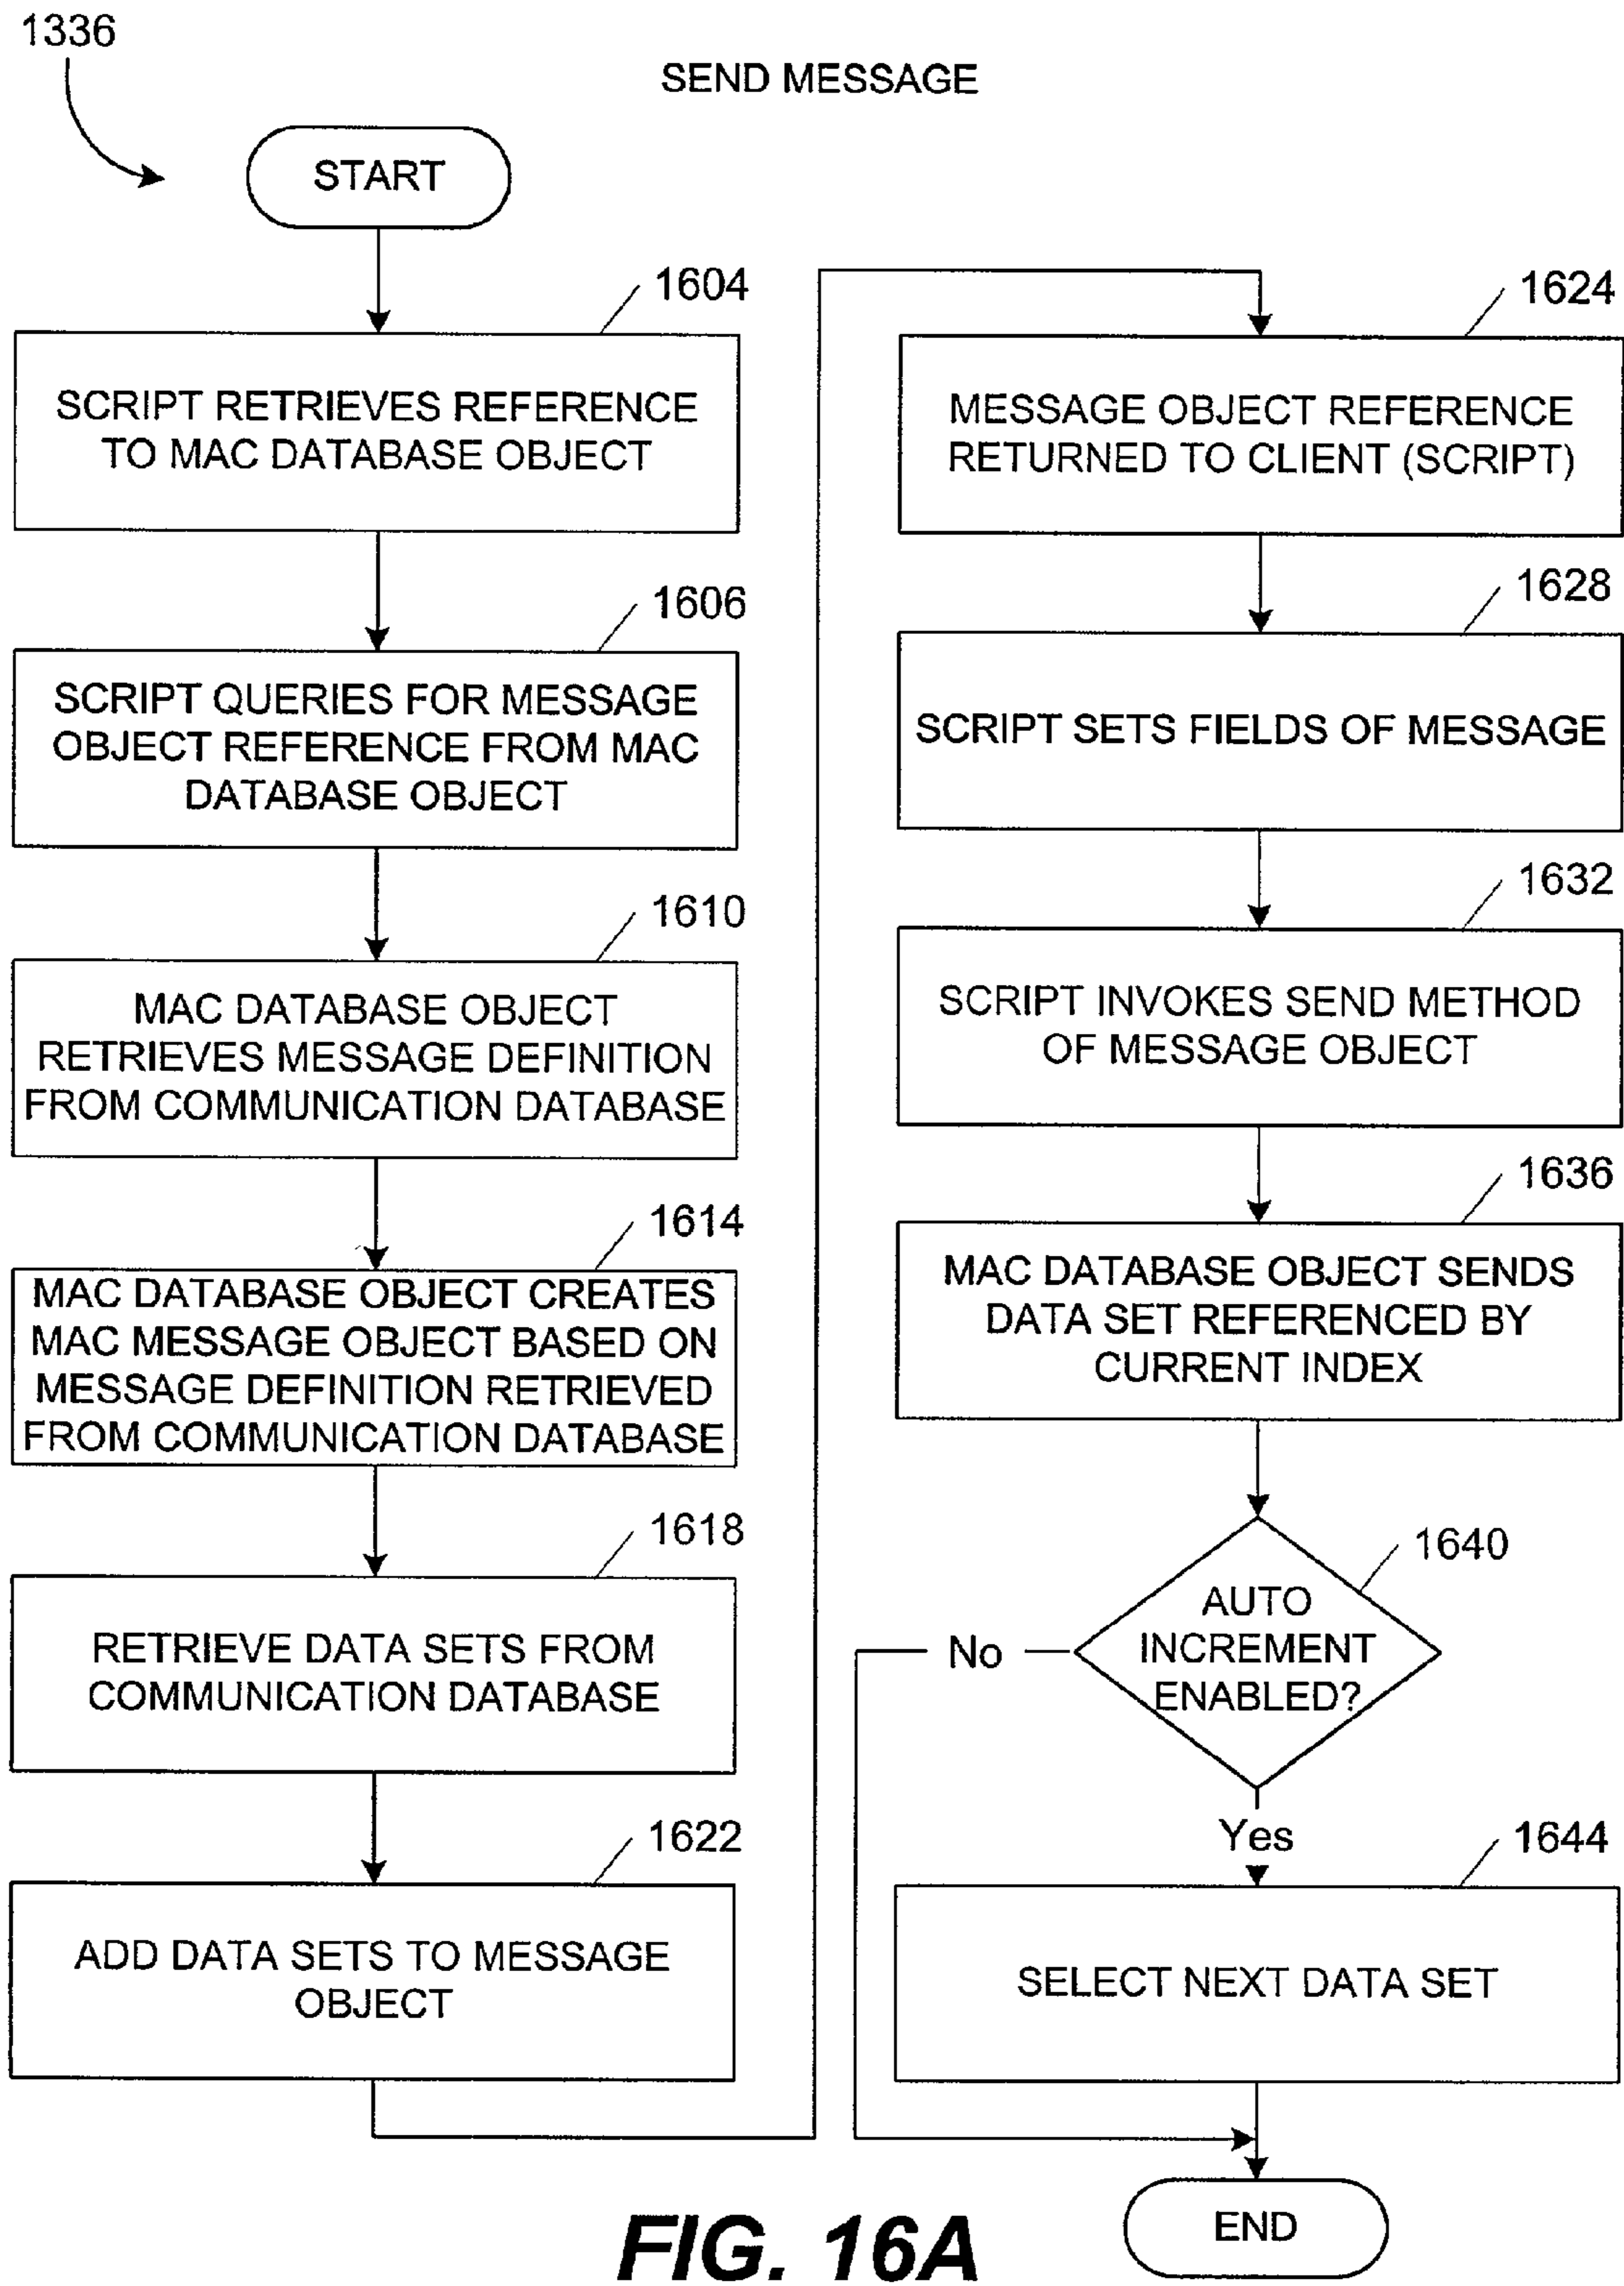 1336
SEND MESSAGE
START
1604
SCRIPT RETRIEVES REFERENCE
TO MAC DATABASE OBJECT
1606
SCRIPT QUERIES FOR MESSAGE
OBJECT REFERENCE FROM MAC
DATABASE OBJECT
1610
MAC DATABASE OBJECT
RETRIEVES MESSAGE DEFINITION
FROM COMMUNICATION DATABASE
1614
MAC DATABASE OBJECT CREATES
MAC MESSAGE OBJECT BASED ON
MESSAGE DEFINITION RETRIEVED
FROM COMMUNICATION DATABASE
1618
RETRIEVE DATA SETS FROM
COMMUNICATION DATABASE
1622
ADD DATA SETS TO MESSAGE
OBJECT
1624
MESSAGE OBJECT REFERENCE
RETURNED TO CLIENT (SCRIPT)
1628
SCRIPT SETS FIELDS OF MESSAGE
1632
SCRIPT INVOKES SEND METHOD
OF MESSAGE OBJECT
1636
MAC DATABASE OBJECT SENDS
DATA SET REFERENCED BY
CURRENT INDEX
1640
AUTO
INCREMENT
ENABLED?
No
Yes
1644
SELECT NEXT DATA SET
END
FIG. 16A